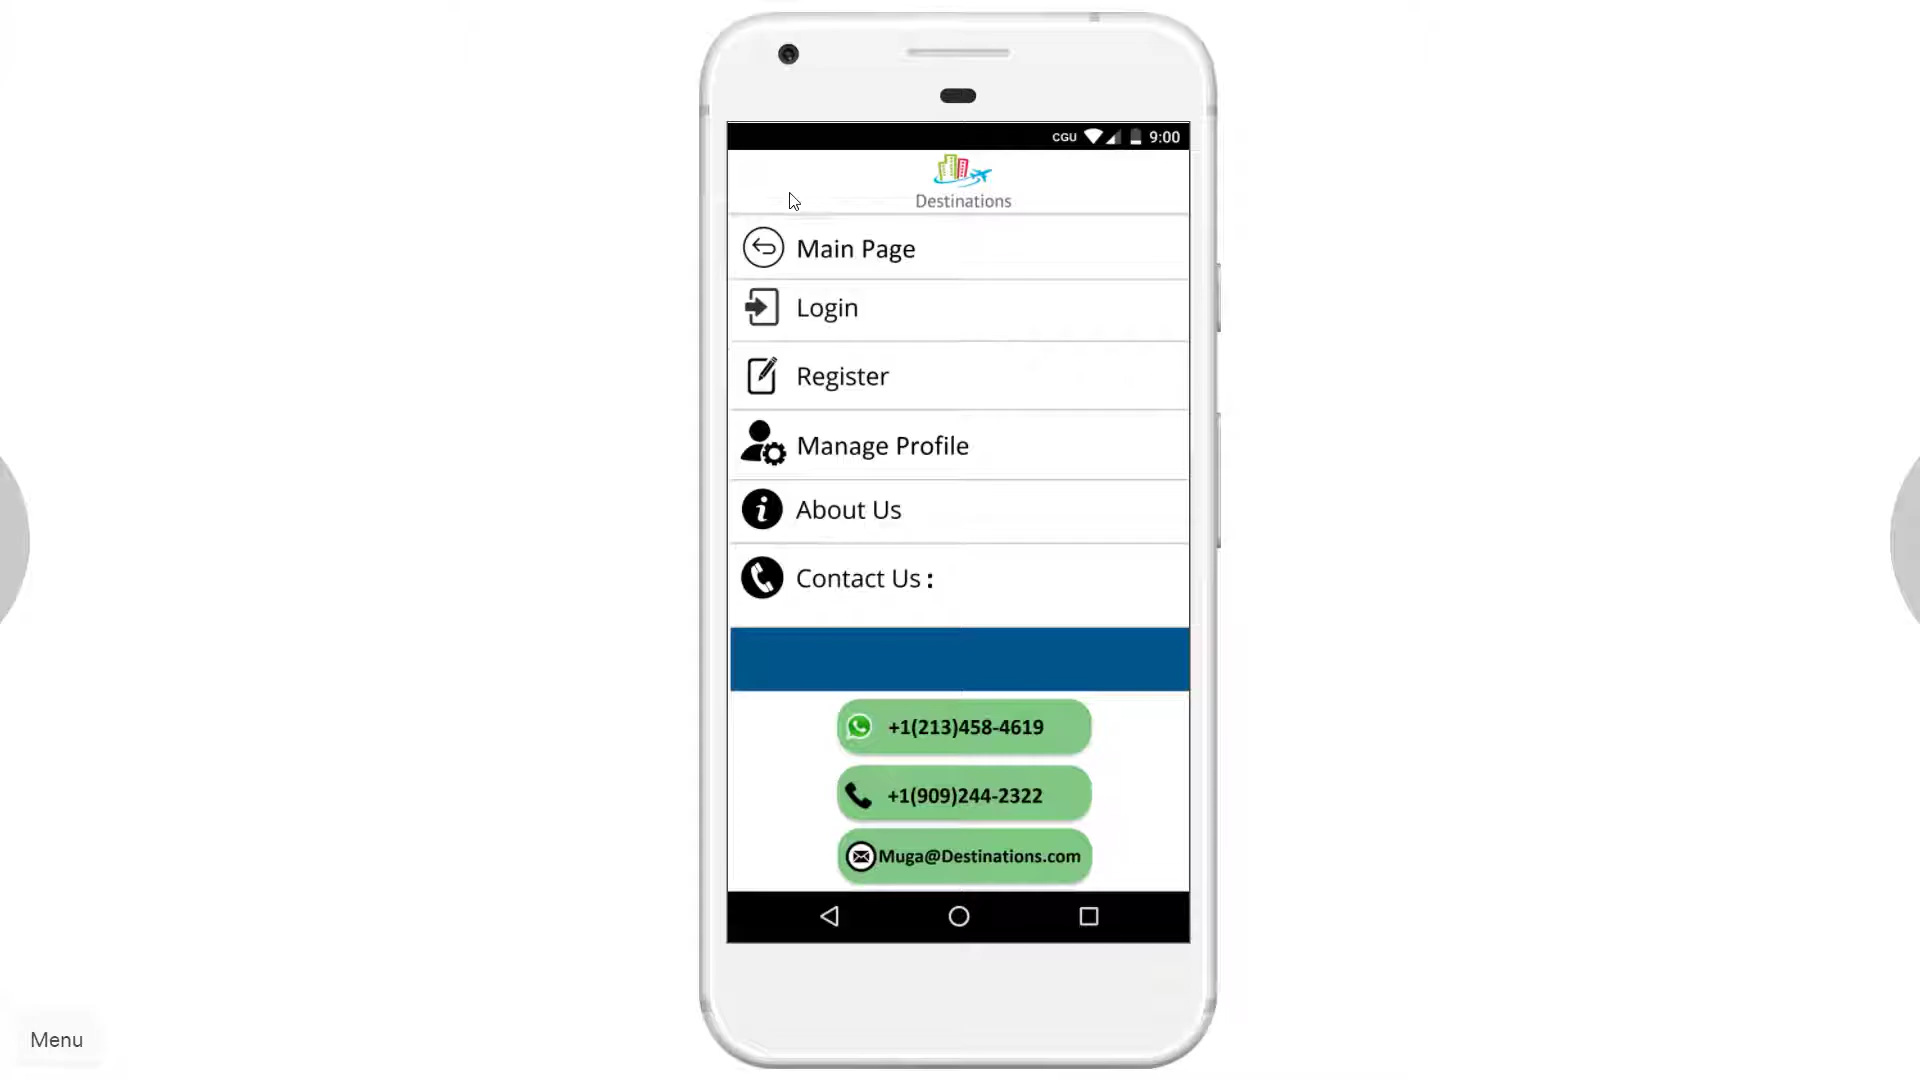 CGU 9:00
Destinations
Main Page
Login
Register
Manage Profile
About Us
Contact Us :
+1(213)458-4619
+1(909)244-2322
Muga@Destinations.com
Menu